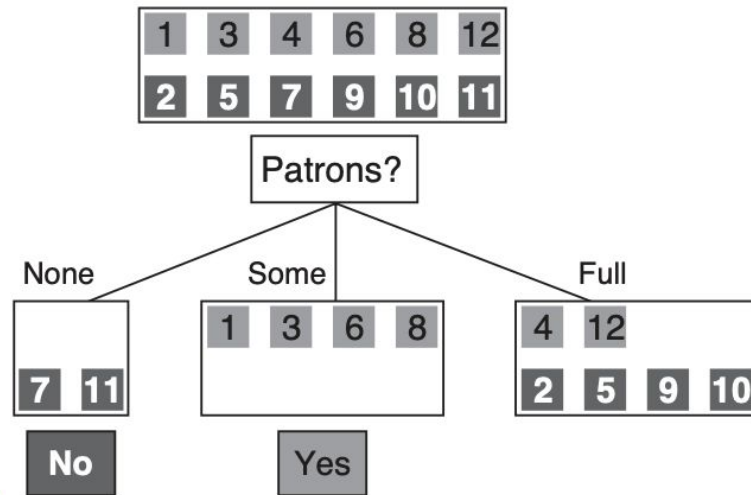 1 3 4 6 8 12
2 5 7 9 10 11
Patrons?
None Some Full
1 3 6 8 4 12
7 11 2 5 9 10
No Yes